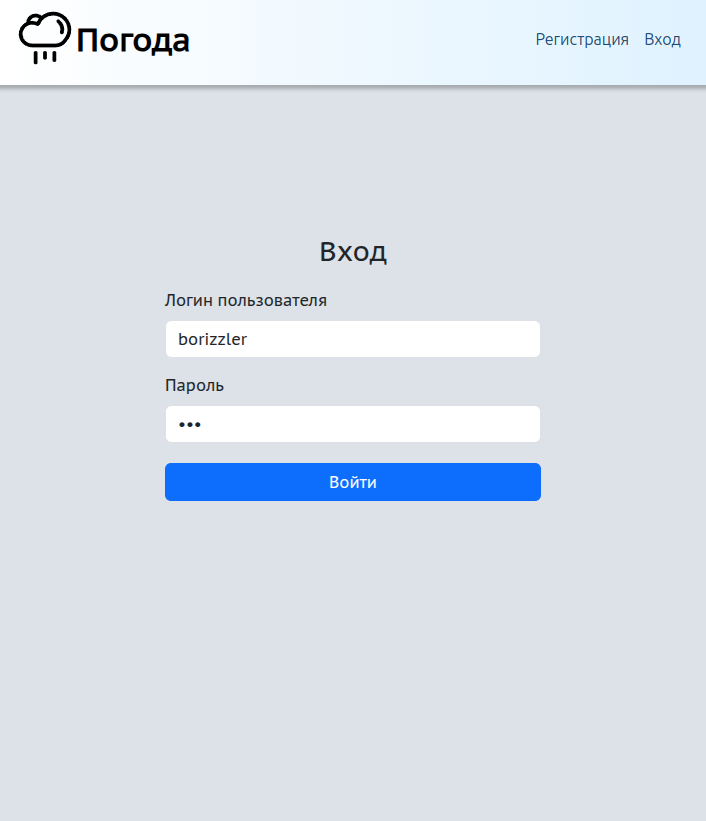 Погода
Регистрация Вход
Вход
Логин пользователя
borizzler
Пароль
•••
Войти